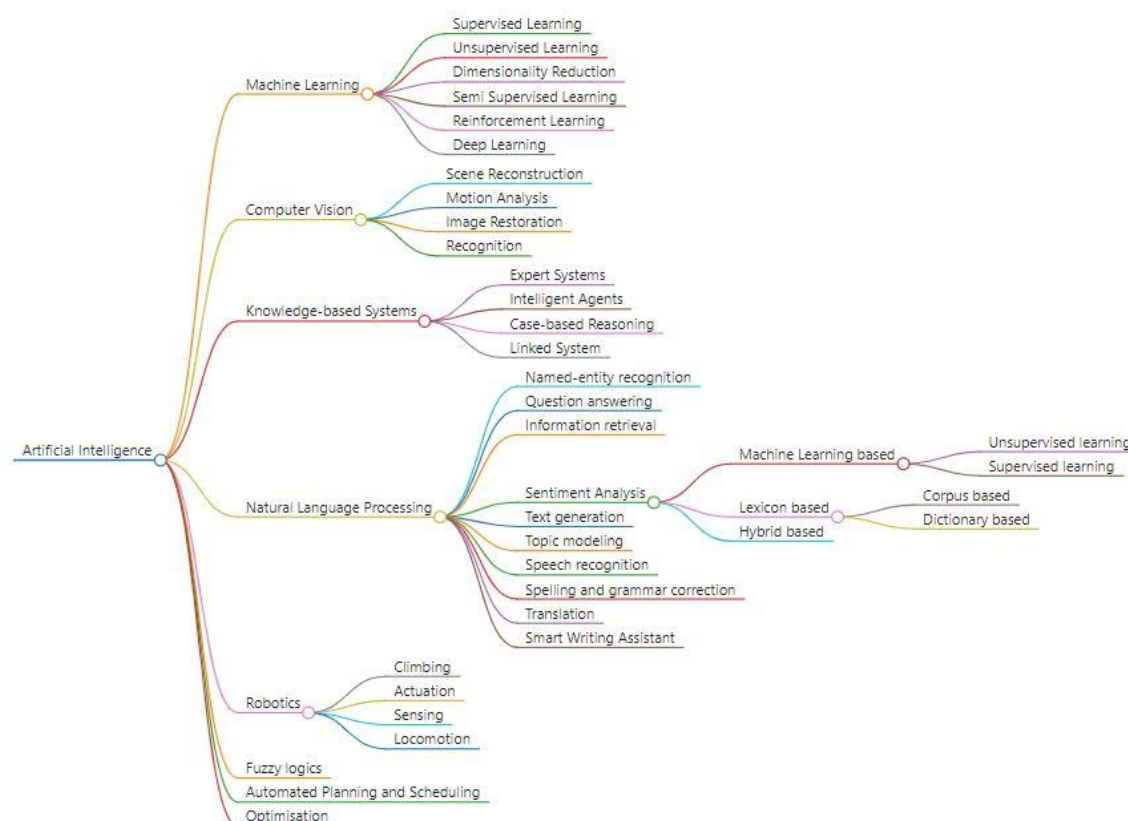 Supervised Learning
Unsupervised Learning
Dimensionality Reduction
Machine Learning
Semi Supervised Learning
Reinforcement Learning
Deep Learning
Scene Reconstruction
Motion Analysis
Computer Vision
Image Restoration
Recognition
Expert Systems
Intelligent Agents
Knowledge-based Systems
Case-based Reasoning
Linked System
Named-entity recognition
Question answering
Information retrieval
Artificial Intelligence
Machine Learning based
Unsupervised learning
Supervised learning
Sentiment Analysis
Natural Language Processing
Lexicon based
Corpus based
Dictionary based
Hybrid based
Text generation
Topic modeling
Speech recognition
Spelling and grammar correction
Translation
Smart Writing Assistant
Climbing
Actuation
Robotics
Sensing
Locomotion
Fuzzy logics
Automated Planning and Scheduling
Optimisation